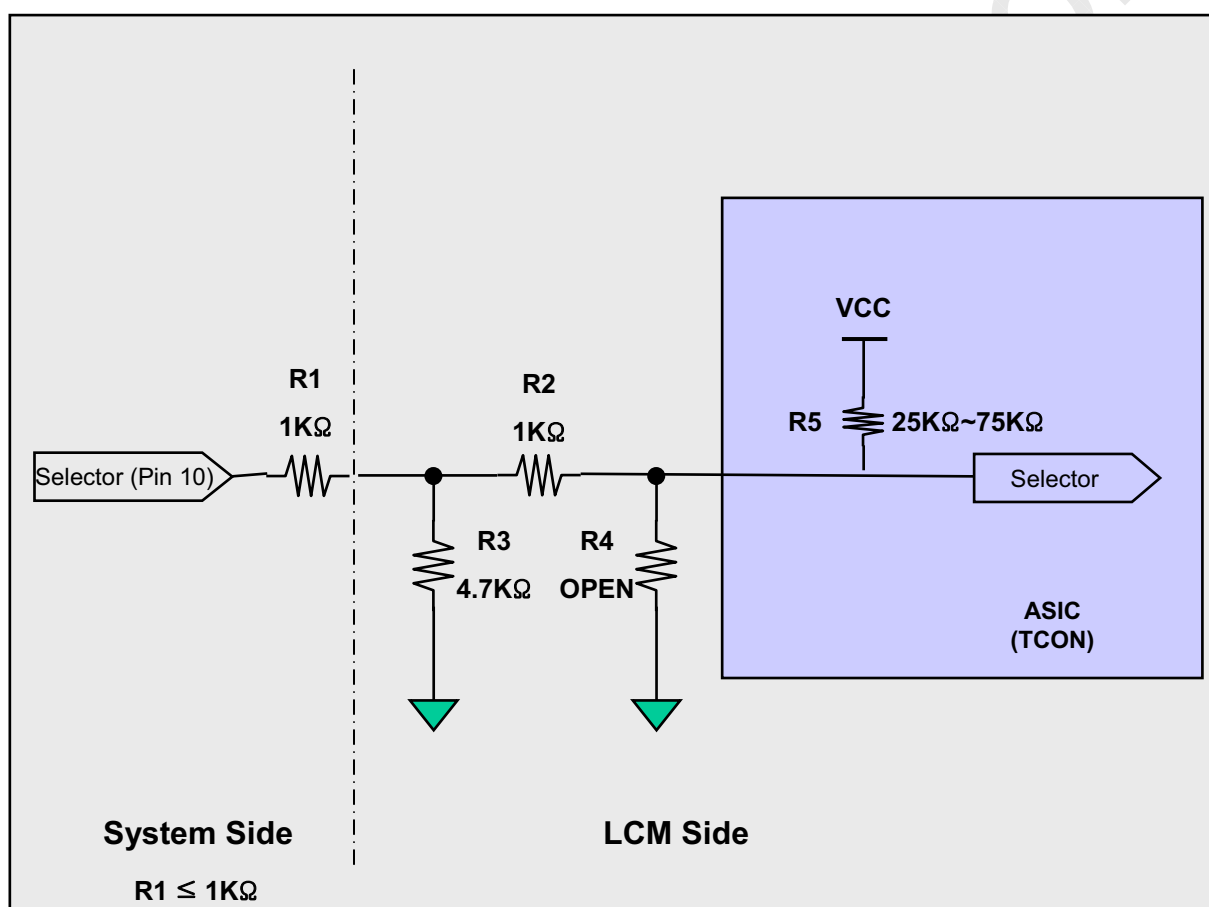 VCC
R1
R2
1KΩ
1KΩ
R5
25KΩ~75KΩ
Selector (Pin 10)
Selector
R3
R4
4.7KΩ
OPEN
ASIC
(TCON)
System Side
LCM Side
R1 ≤ 1KΩ